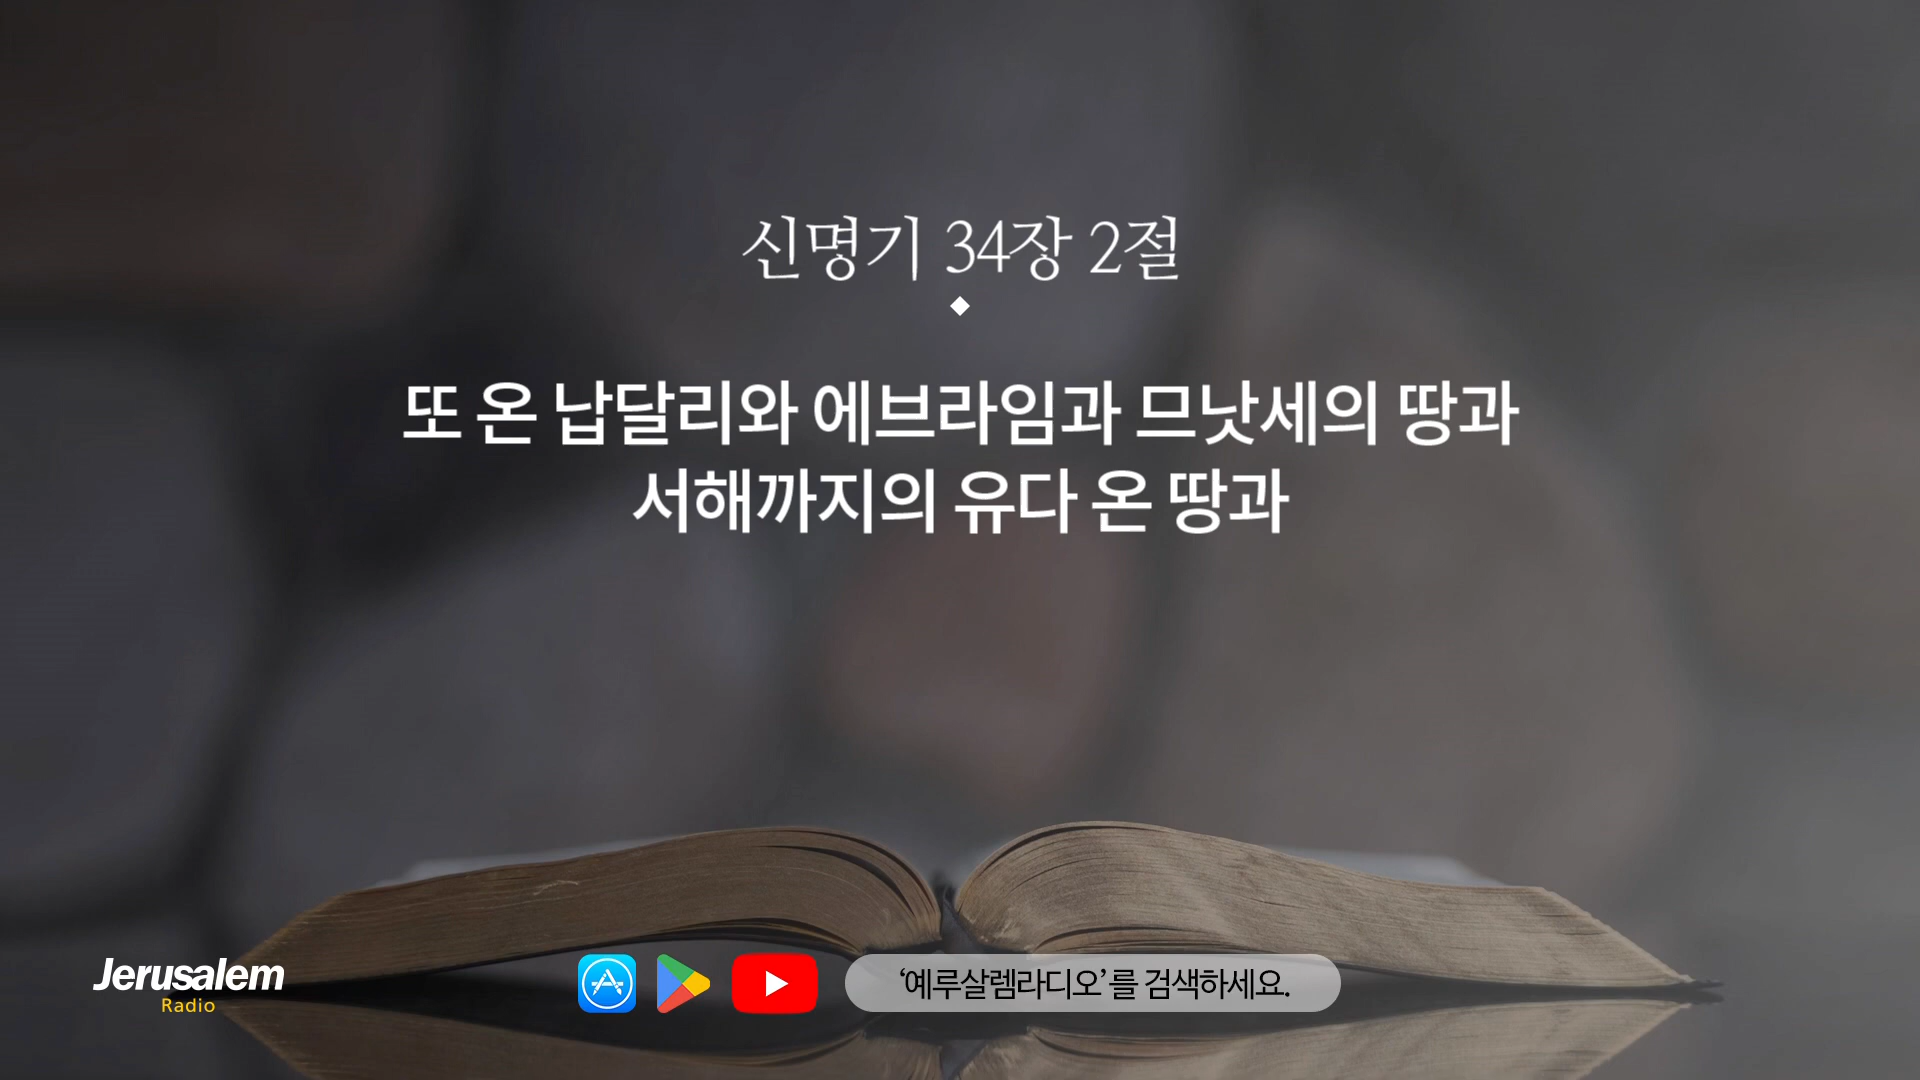 신명기 34장 2절
또 온 납달리와 에브라임과 므낫세의 땅과
서해까지의 유다 온 땅과
Jerusalem
Radio
‘예루살렘라디오’를 검색하세요.